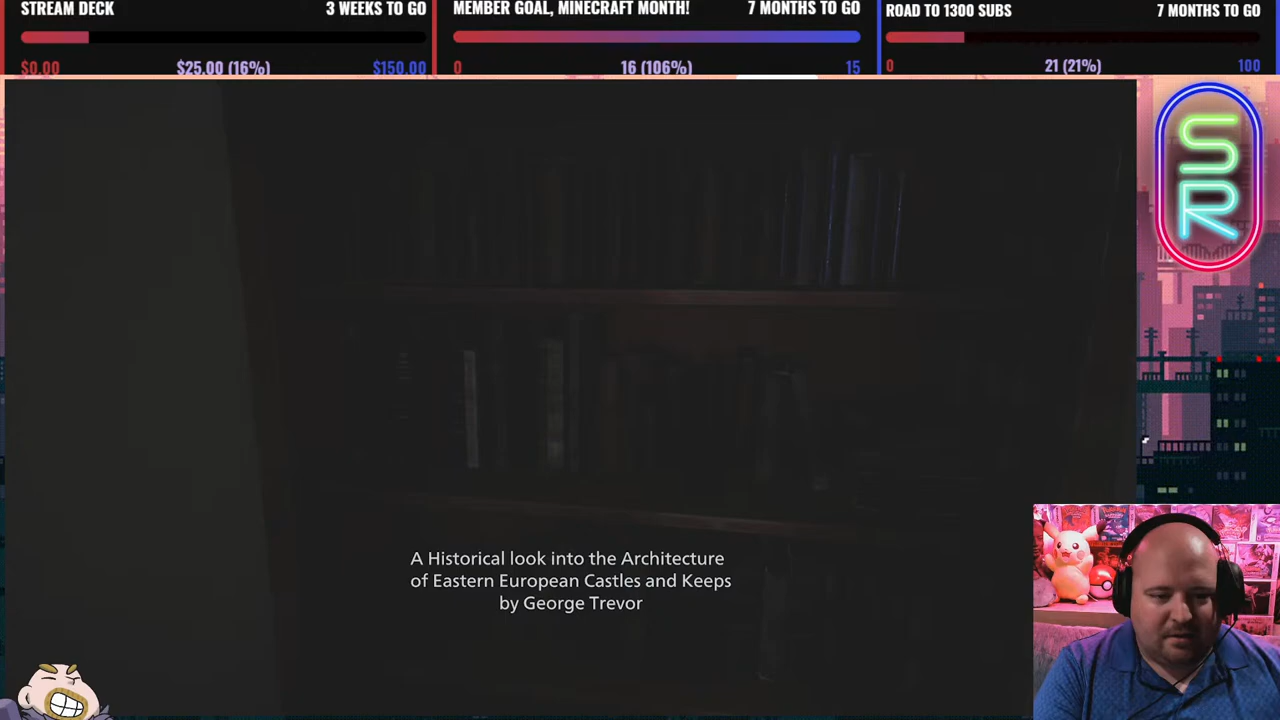 STREAM DECK
3 WEEKS TO GO
$0.00
$25.00 (16%)
$150.00
MEMBER GOAL, MINECRAFT MONTH!
7 MONTHS TO GO
0
16 (106%)
15
ROAD TO 1300 SUBS
7 MONTHS TO GO
0
21 (21%)
100
SR
A Historical look into the Architecture
of Eastern European Castles and Keeps
by George Trevor